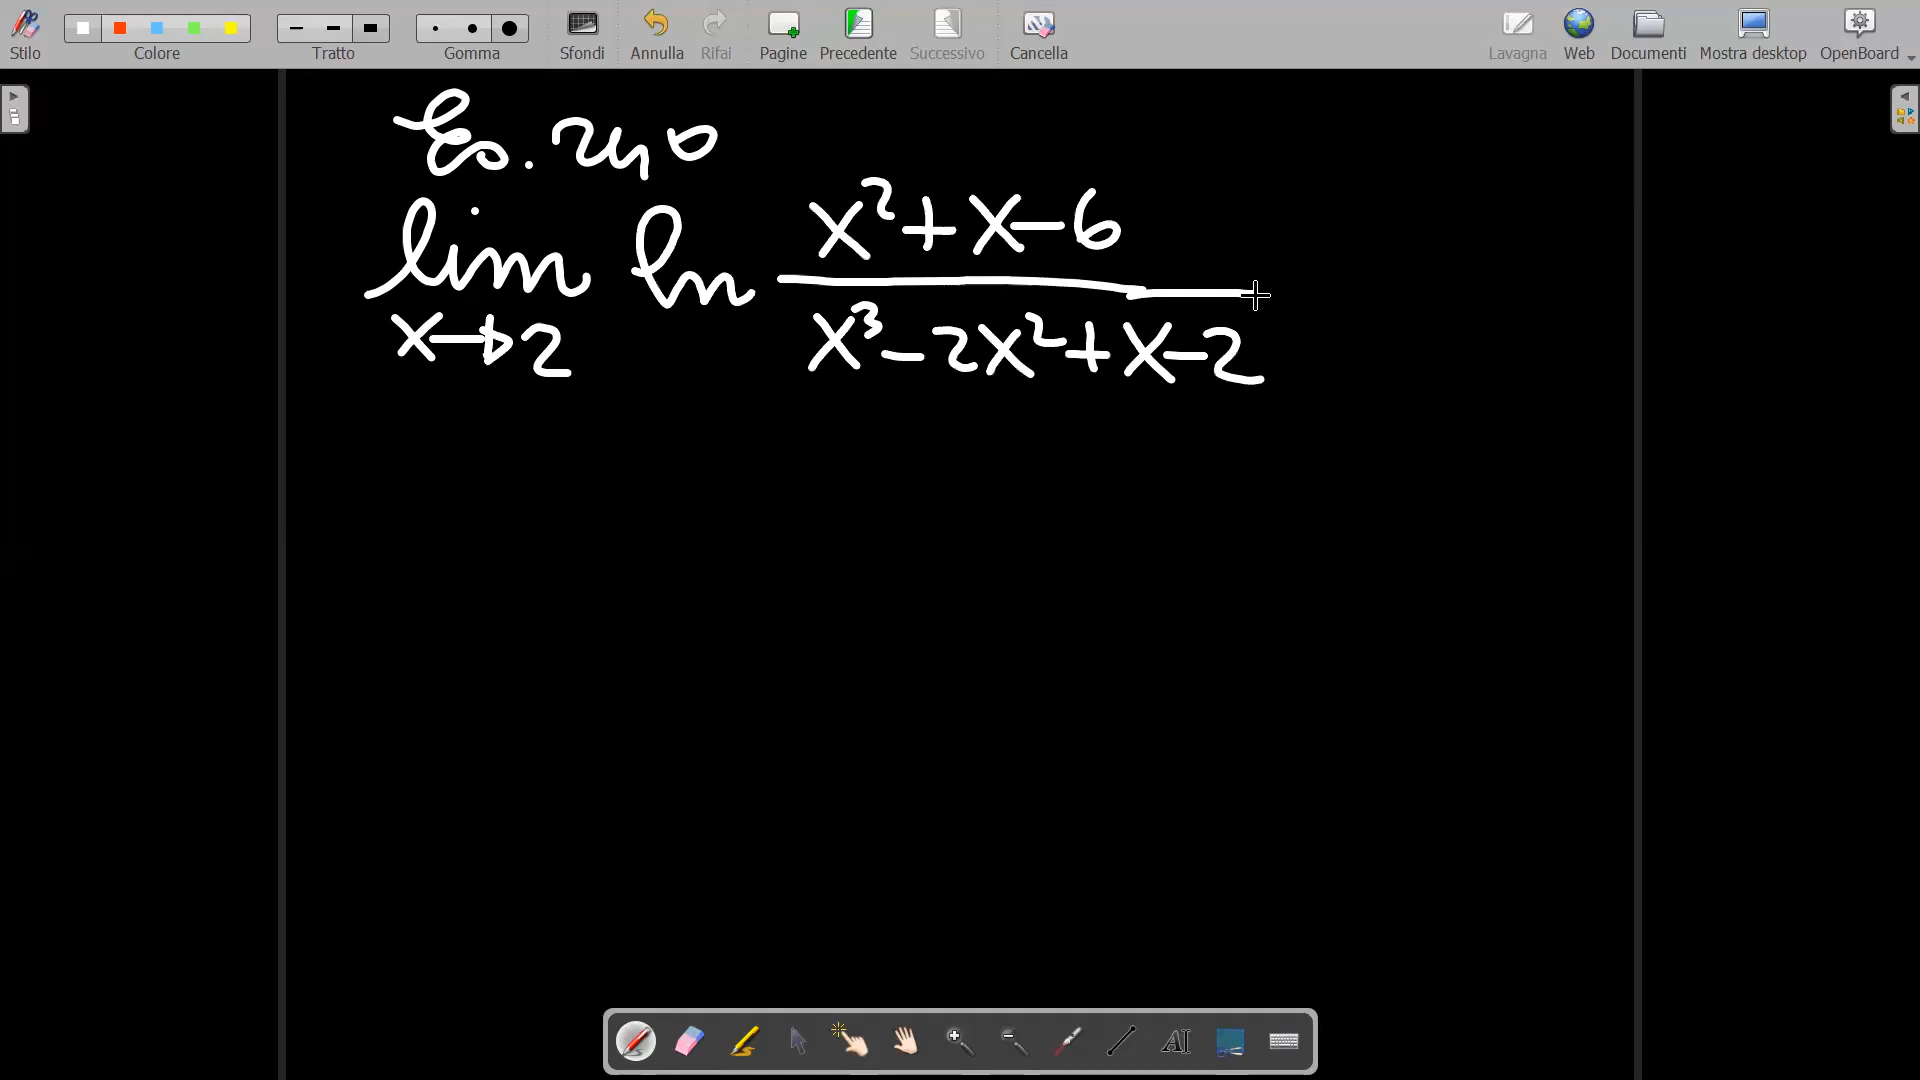 Stilo Colore Tratto Gomma Sfondi Annulla Rifai Pagine Precedente Successivo Cancella Lavagna Web Documenti Mostra desktop OpenBoard
Es. 240
lim ln x²+x-6
x→2 x³-2x²+x-2
AI